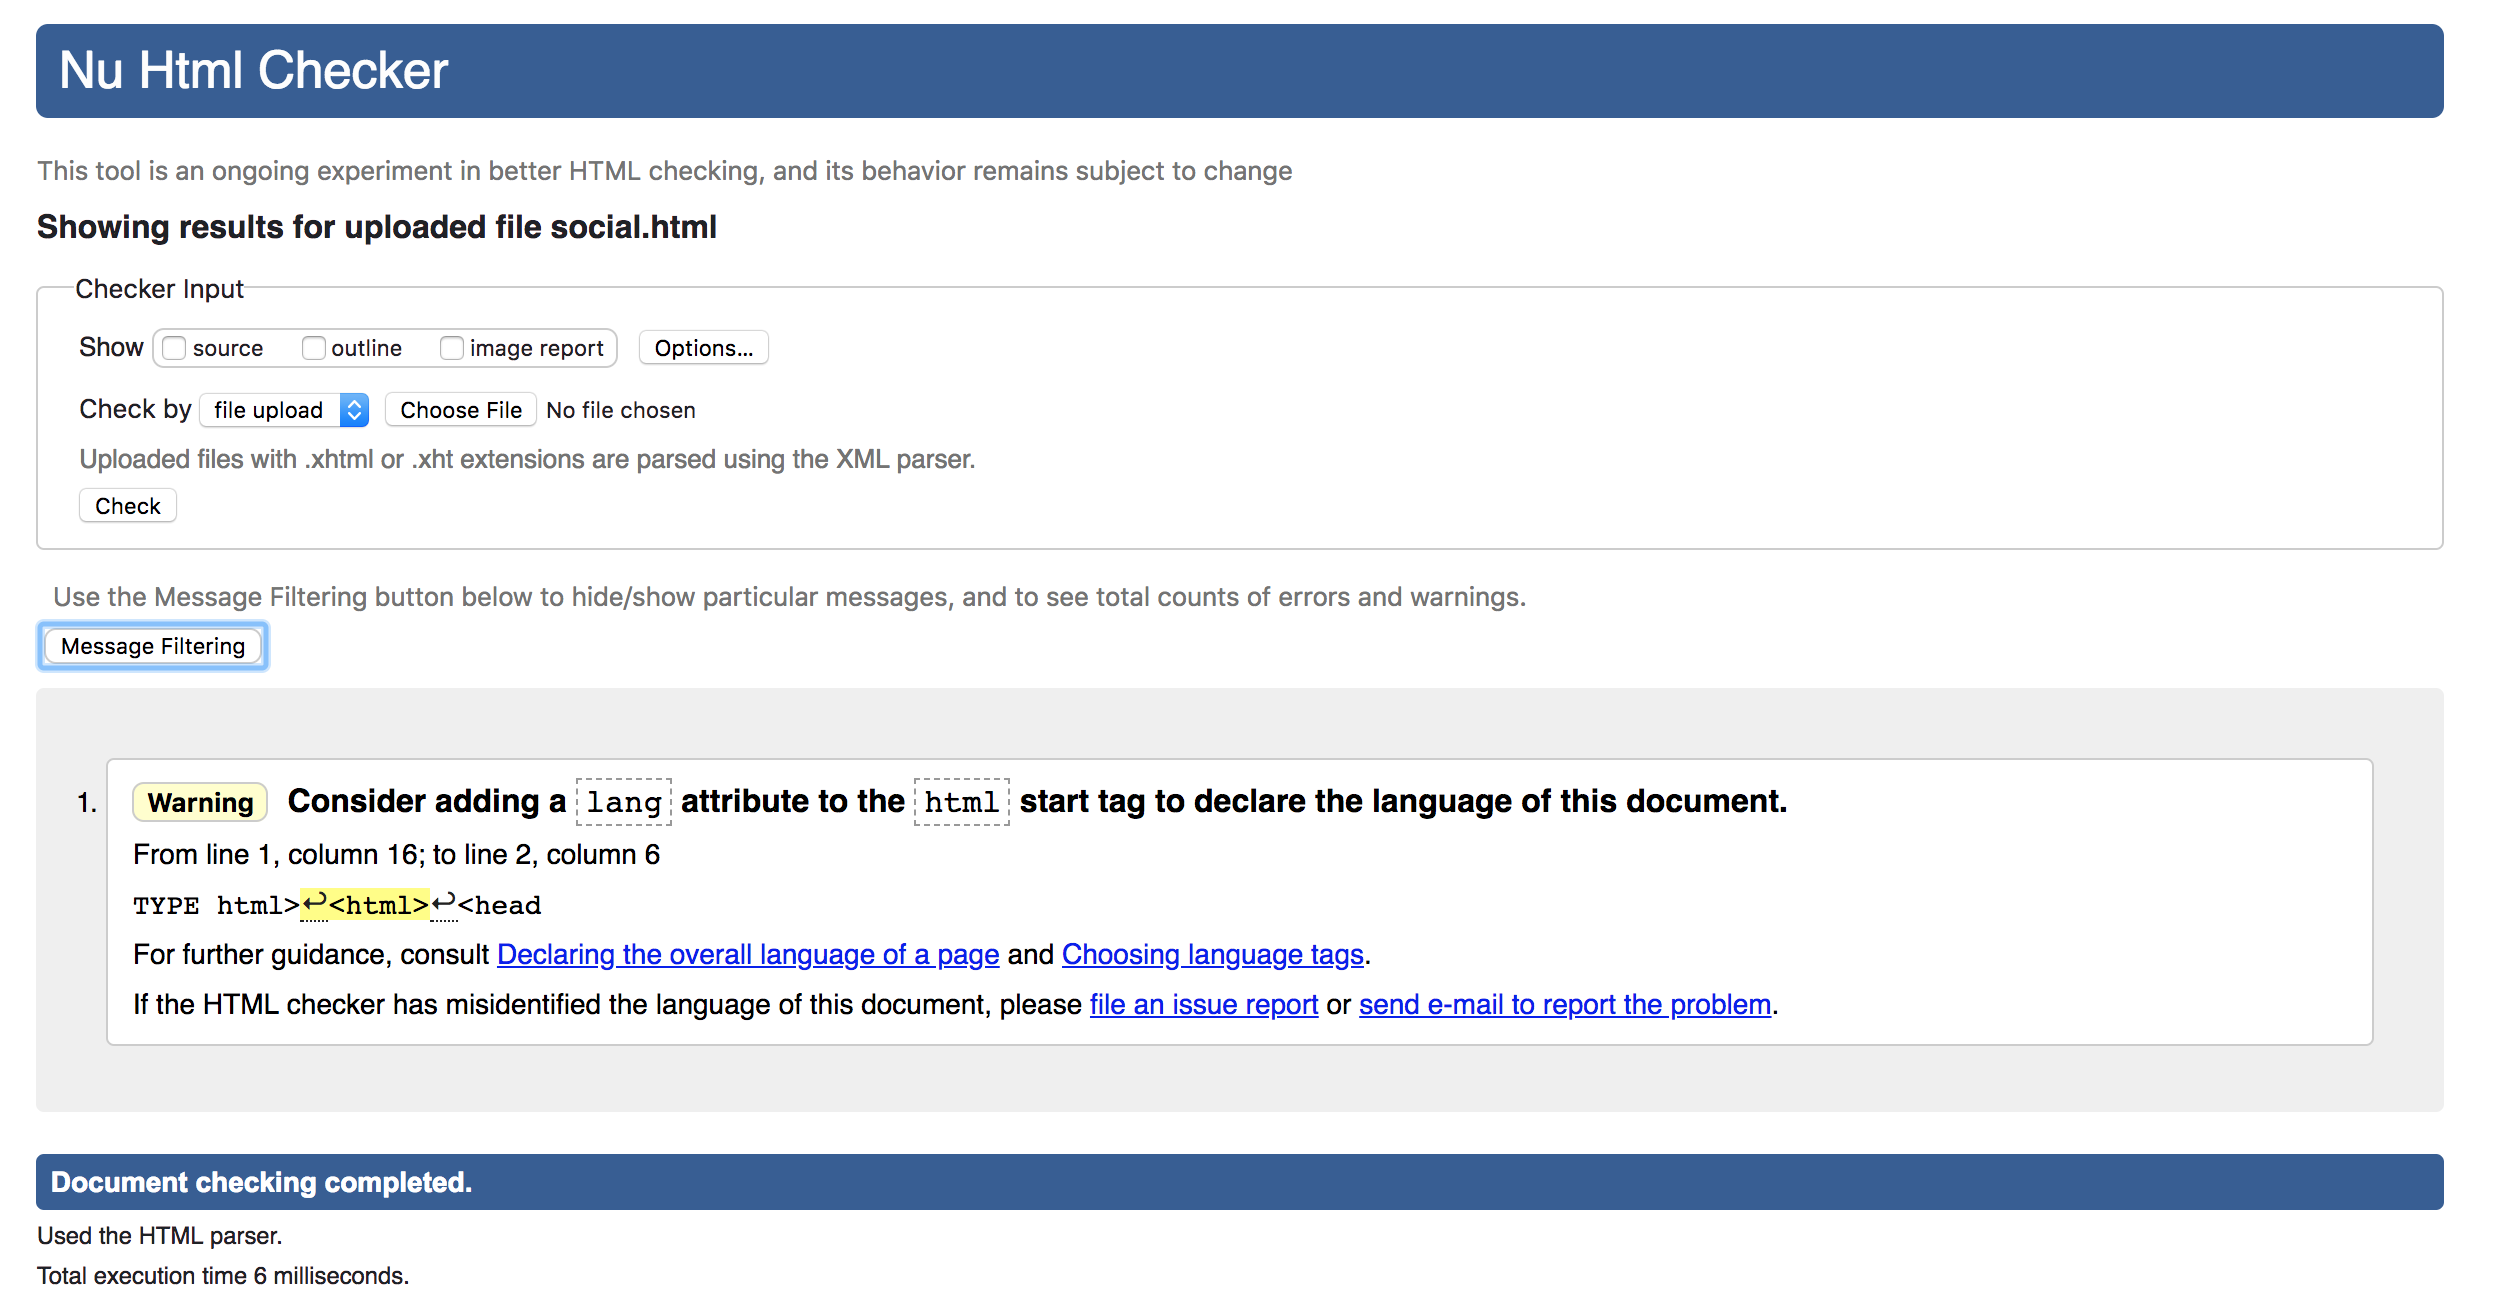 Nu Html Checker
This tool is an ongoing experiment in better HTML checking, and its behavior remains subject to change
Showing results for uploaded file social.html
Checker Input
Show source outline image report Options...
Check by file upload Choose File No file chosen
Uploaded files with .xhtml or .xht extensions are parsed using the XML parser.
Check
Use the Message Filtering button below to hide/show particular messages, and to see total counts of errors and warnings.
Message Filtering
1. Warning Consider adding a lang attribute to the html start tag to declare the language of this document.
From line 1, column 16; to line 2, column 6
TYPE html>↩<html>↩<head
For further guidance, consult Declaring the overall language of a page and Choosing language tags.
If the HTML checker has misidentified the language of this document, please file an issue report or send e-mail to report the problem.
Document checking completed.
Used the HTML parser.
Total execution time 6 milliseconds.